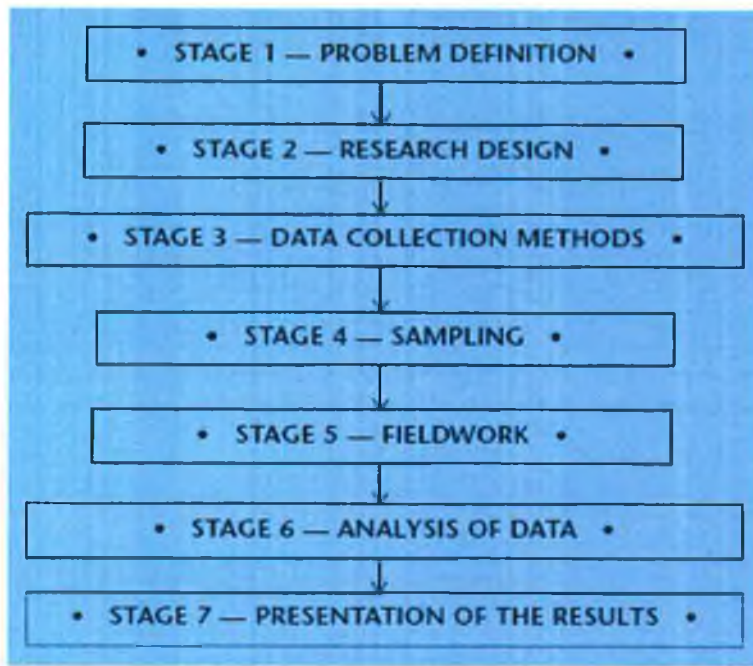 • STAGE 1 — PROBLEM DEFINITION •
• STAGE 2 — RESEARCH DESIGN •
• STAGE 3 — DATA COLLECTION METHODS •
• STAGE 4 — SAMPLING •
• STAGE 5 — FIELDWORK •
• STAGE 6 — ANALYSIS OF DATA •
• STAGE 7 — PRESENTATION OF THE RESULTS •